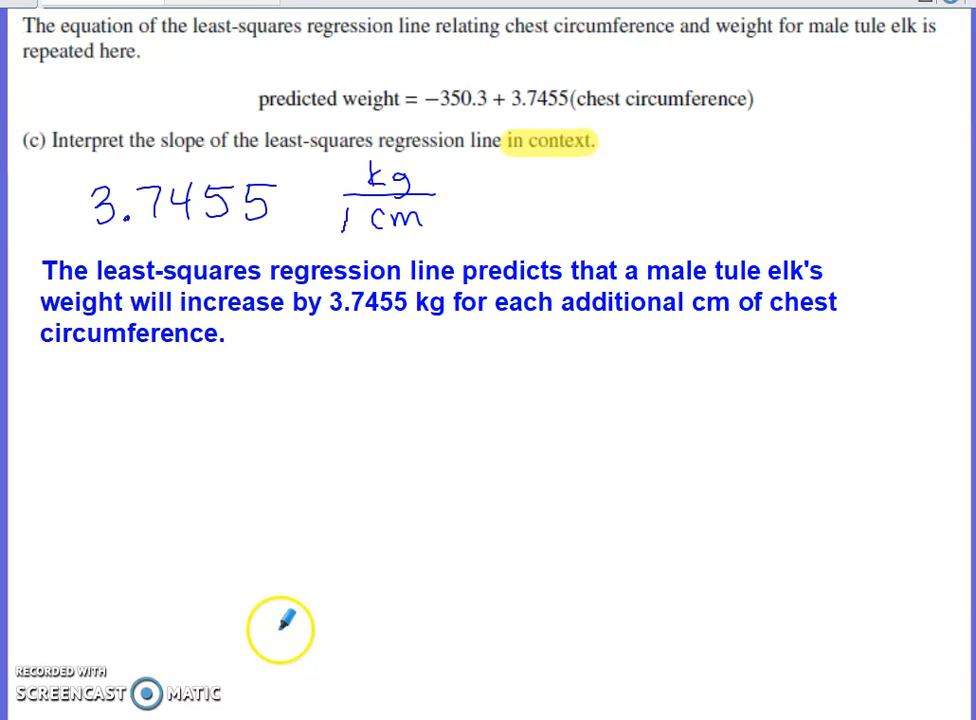 The equation of the least-squares regression line relating chest circumference and weight for male tule elk is
repeated here.
predicted weight = −350.3 + 3.7455(chest circumference)
(c) Interpret the slope of the least-squares regression line in context.
3.7455 kg
1 cm
The least-squares regression line predicts that a male tule elk's
weight will increase by 3.7455 kg for each additional cm of chest
circumference.
RECORDED WITH
SCREENCAST MATIC